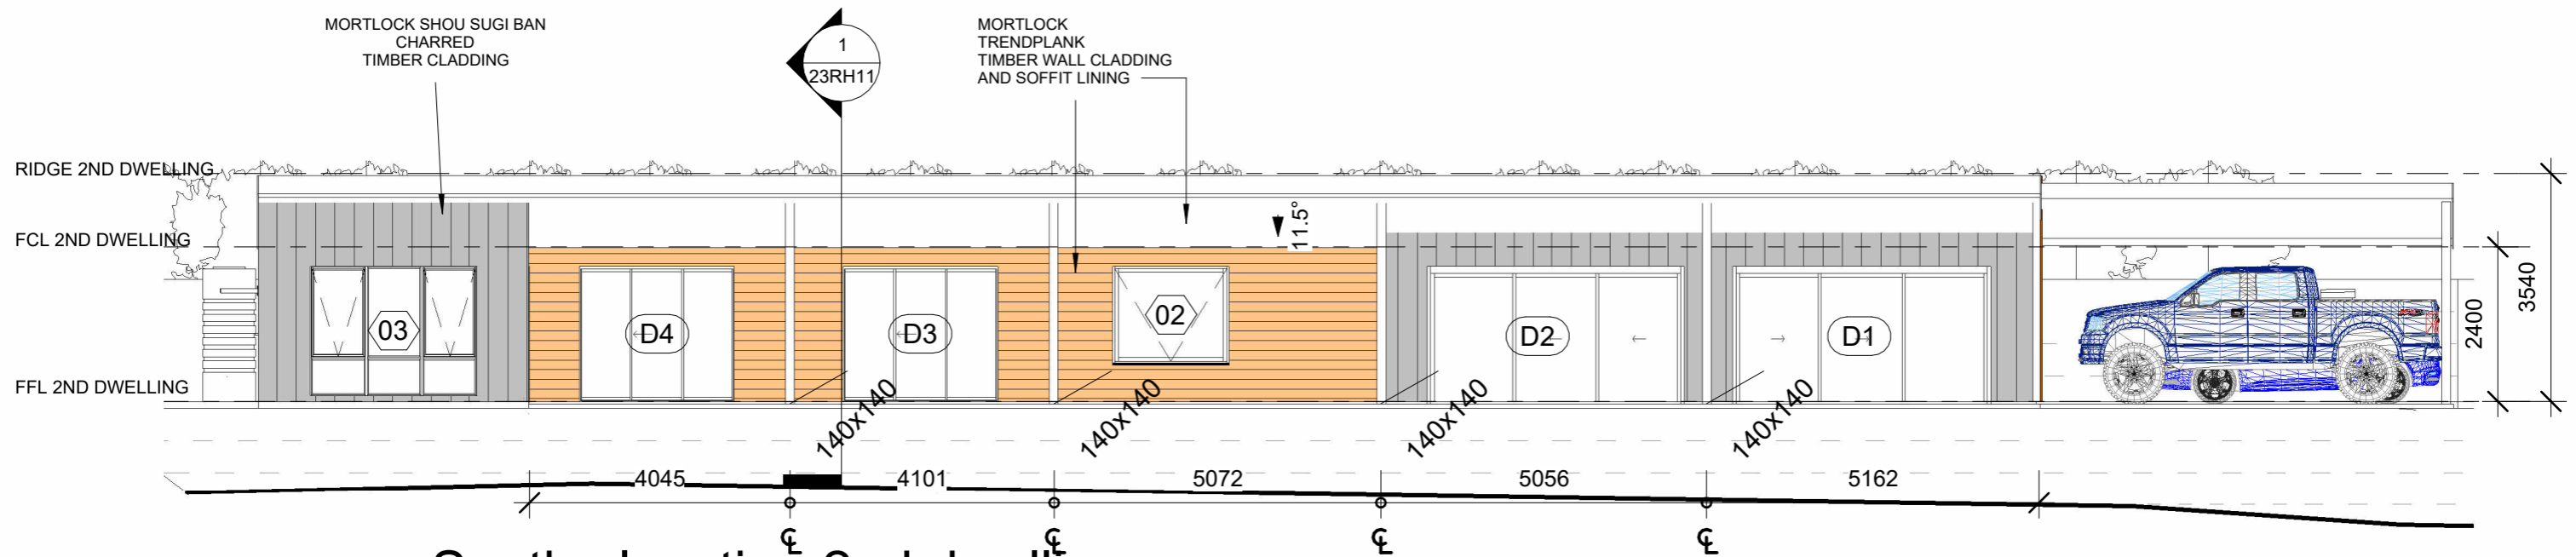 MORTLOCK SHOU SUGI BAN
CHARRED
TIMBER CLADDING
1
23RH11
MORTLOCK
TRENDPLANK
TIMBER WALL CLADDING
AND SOFFIT LINING
RIDGE 2ND DWELLING
FCL 2ND DWELLING
11.5°
03
D4
D3
02
D2
D1
2400
3540
FFL 2ND DWELLING
140x140
140x140
140x140
140x140
4045
4101
5072
5056
5162
℄
℄
℄
℄